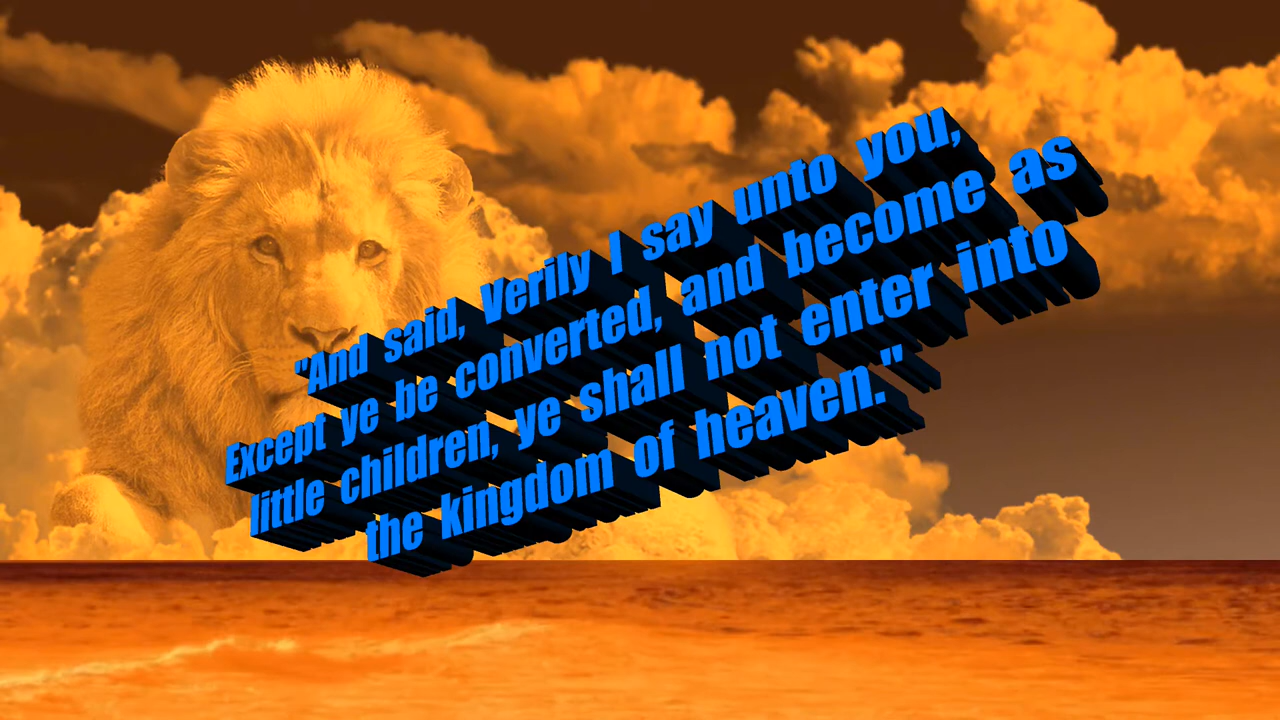 "And said, Verily I say unto you,
Except ye be converted, and become as
little children, ye shall not enter into
the kingdom of heaven."